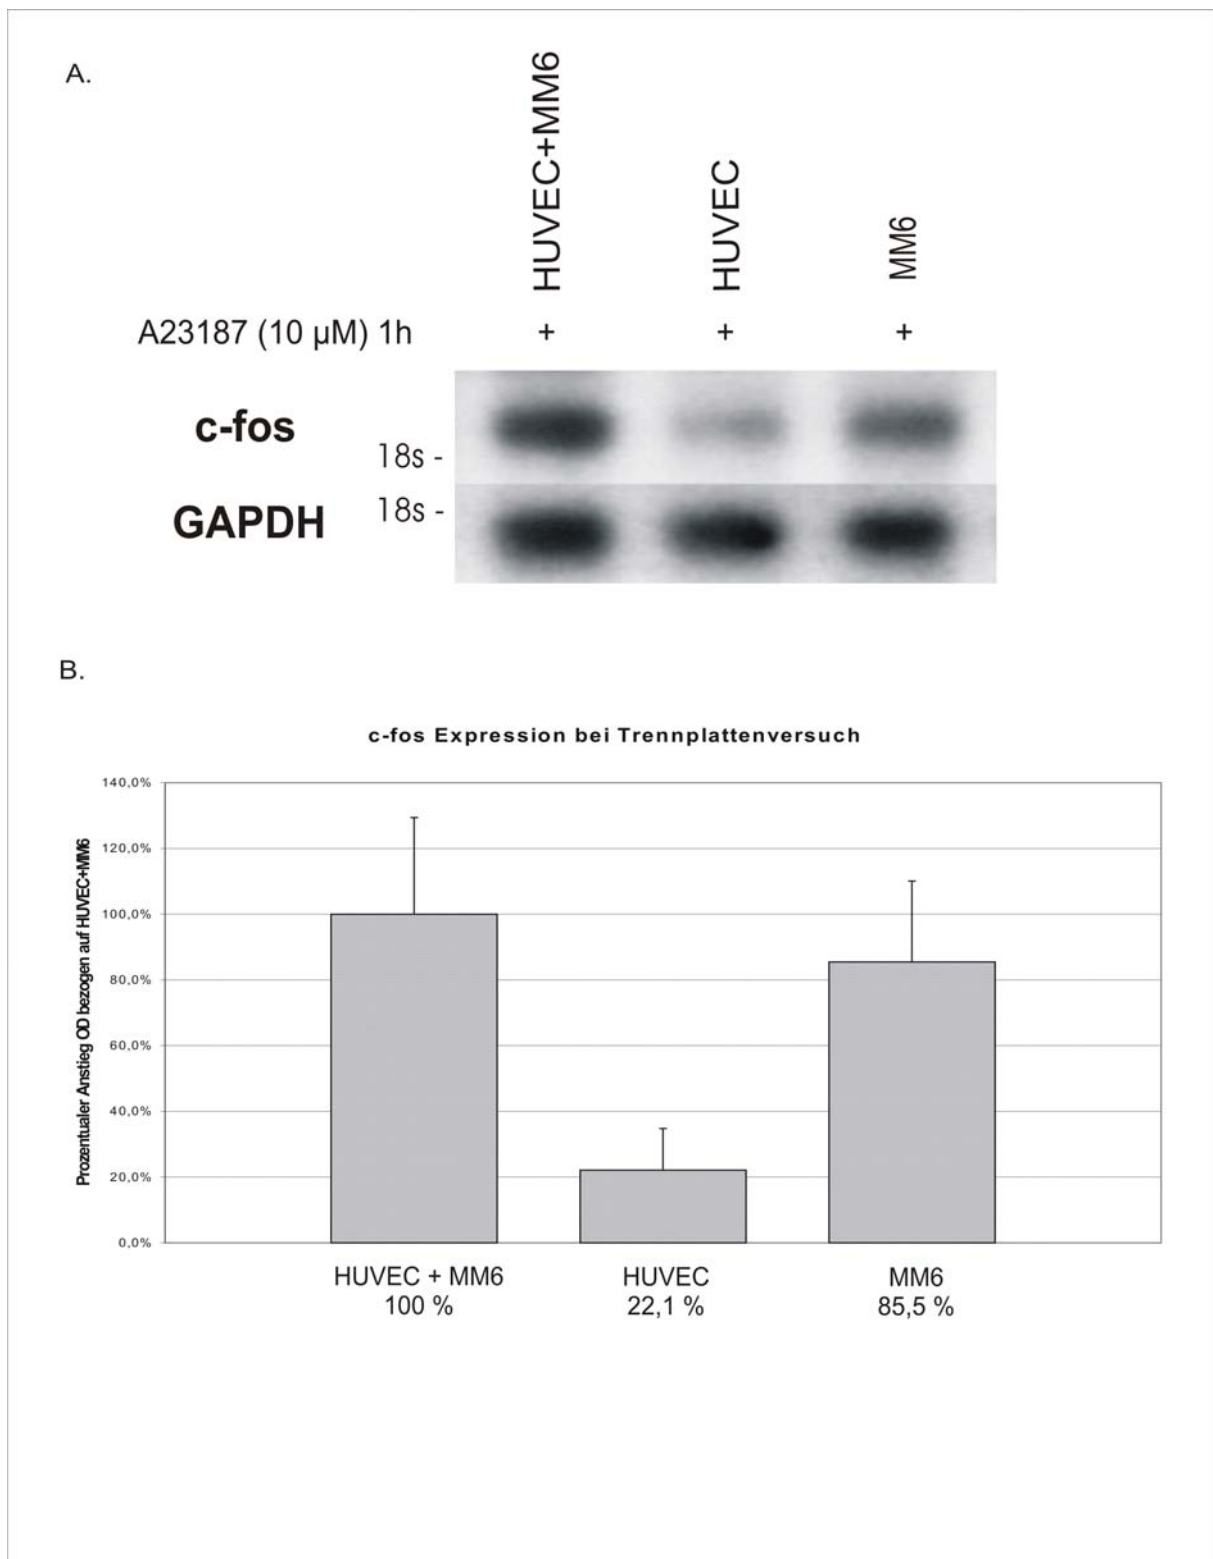 A.
HUVEC+MM6
HUVEC
MM6
A23187 (10 µM) 1h
+ + +
c-fos
18s -
GAPDH
18s -
B.
c-fos Expression bei Trennplattenversuch
Prozentualer Anstieg OD bezogen auf HUVEC+MM6
140,0%
120,0%
100,0%
80,0%
60,0%
40,0%
20,0%
0,0%
HUVEC + MM6
100 %
HUVEC
22,1 %
MM6
85,5 %